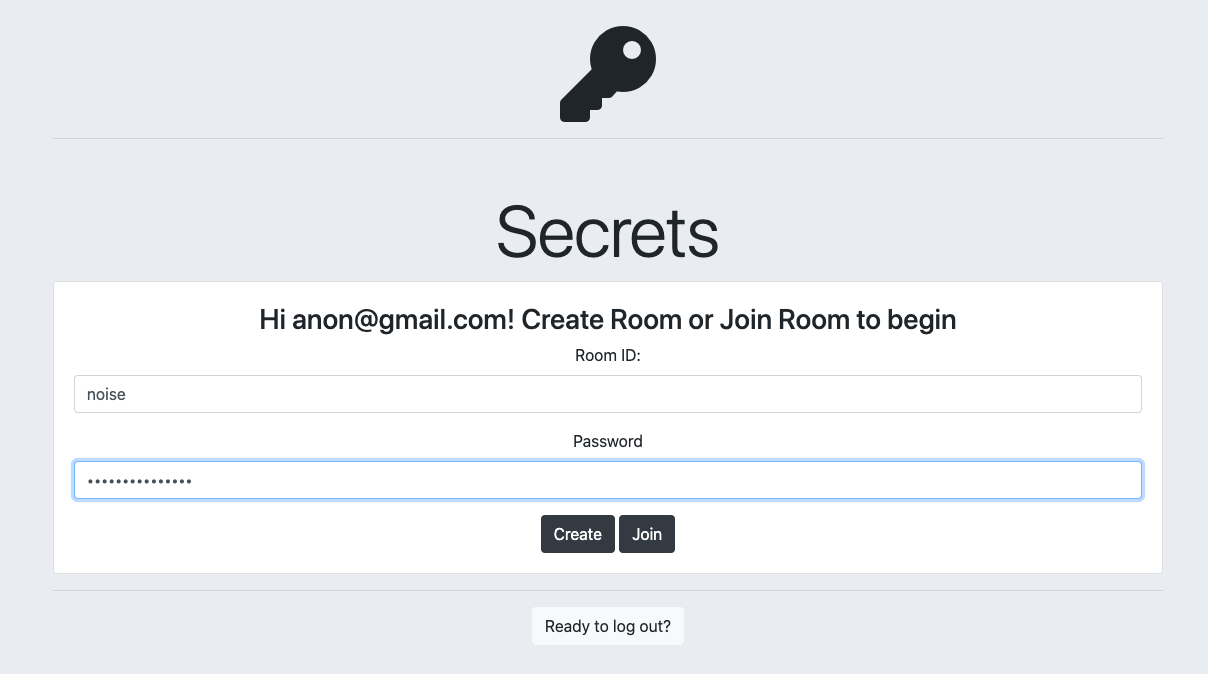 Secrets
Hi anon@gmail.com! Create Room or Join Room to begin
Room ID:
noise
Password
•••••••••••••••
Create Join
Ready to log out?